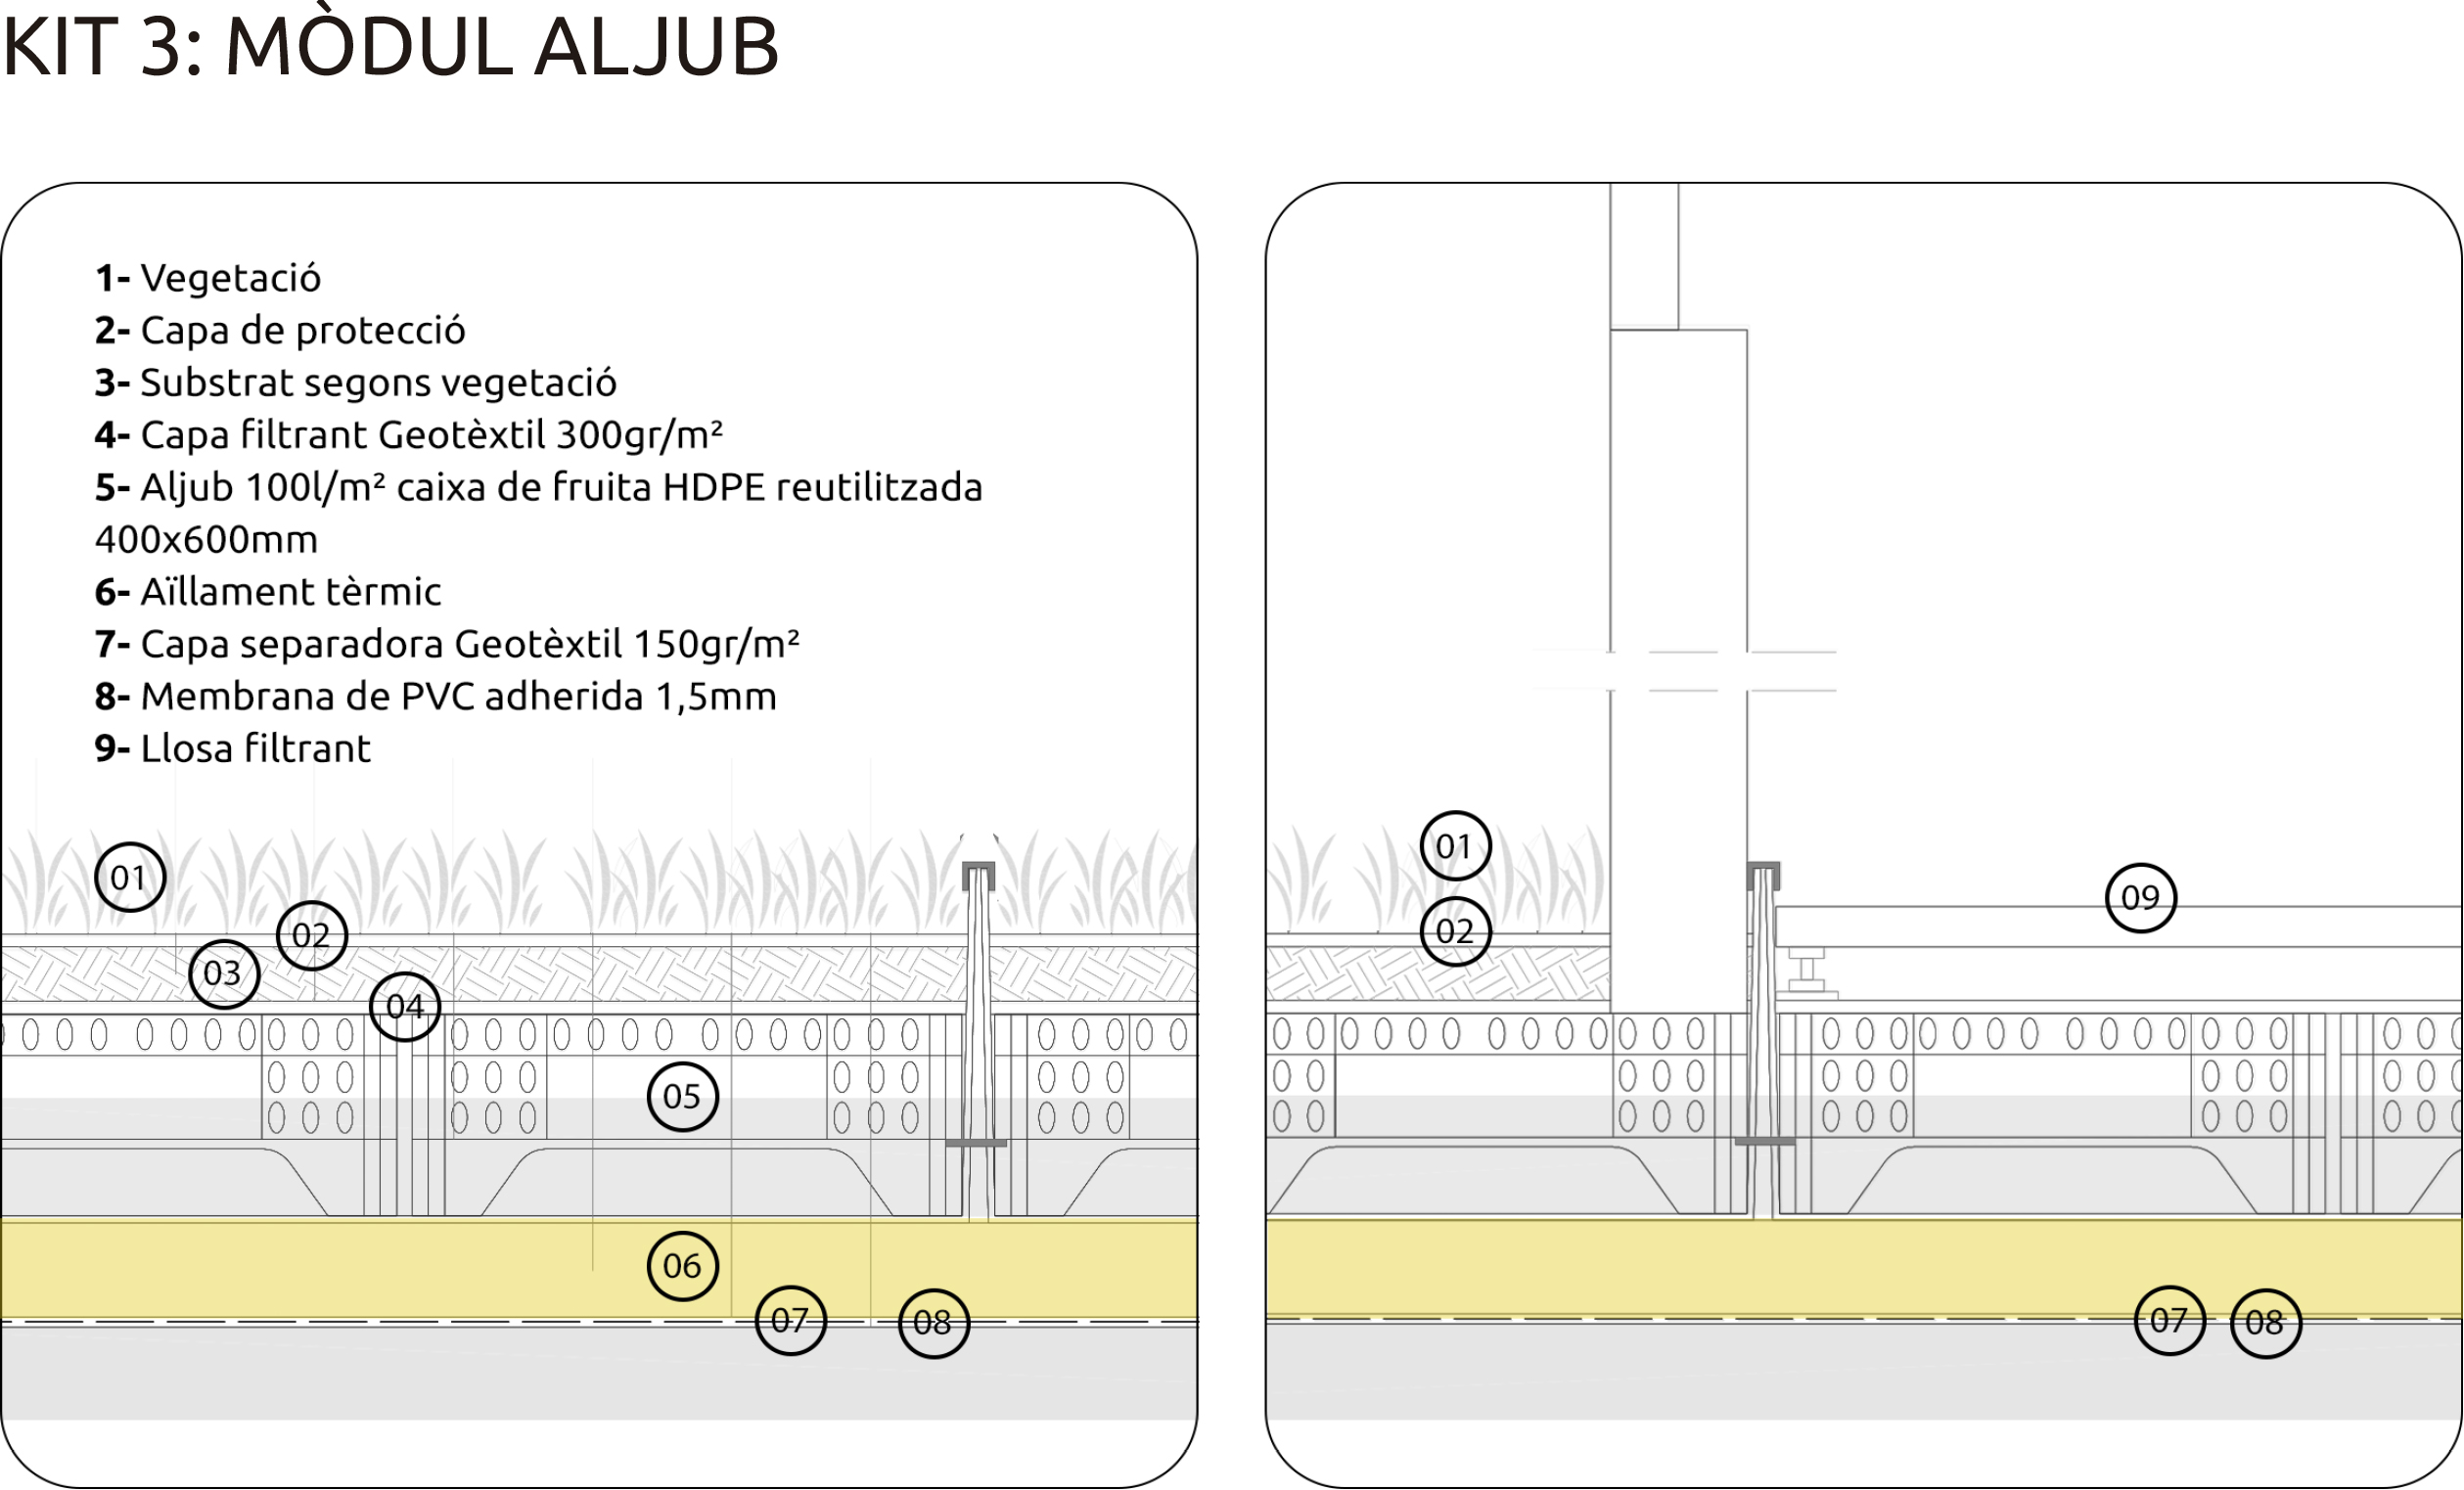 KIT 3: MÒDUL ALJUB
1- Vegetació
2- Capa de protecció
3- Substrat segons vegetació
4- Capa filtrant Geotèxtil 300gr/m²
5- Aljub 100l/m² caixa de fruita HDPE reutilitzada
400x600mm
6- Aïllament tèrmic
7- Capa separadora Geotèxtil 150gr/m²
8- Membrana de PVC adherida 1,5mm
9- Llosa filtrant
01
02
03
04
05
06
07
08
01
02
09
07
08